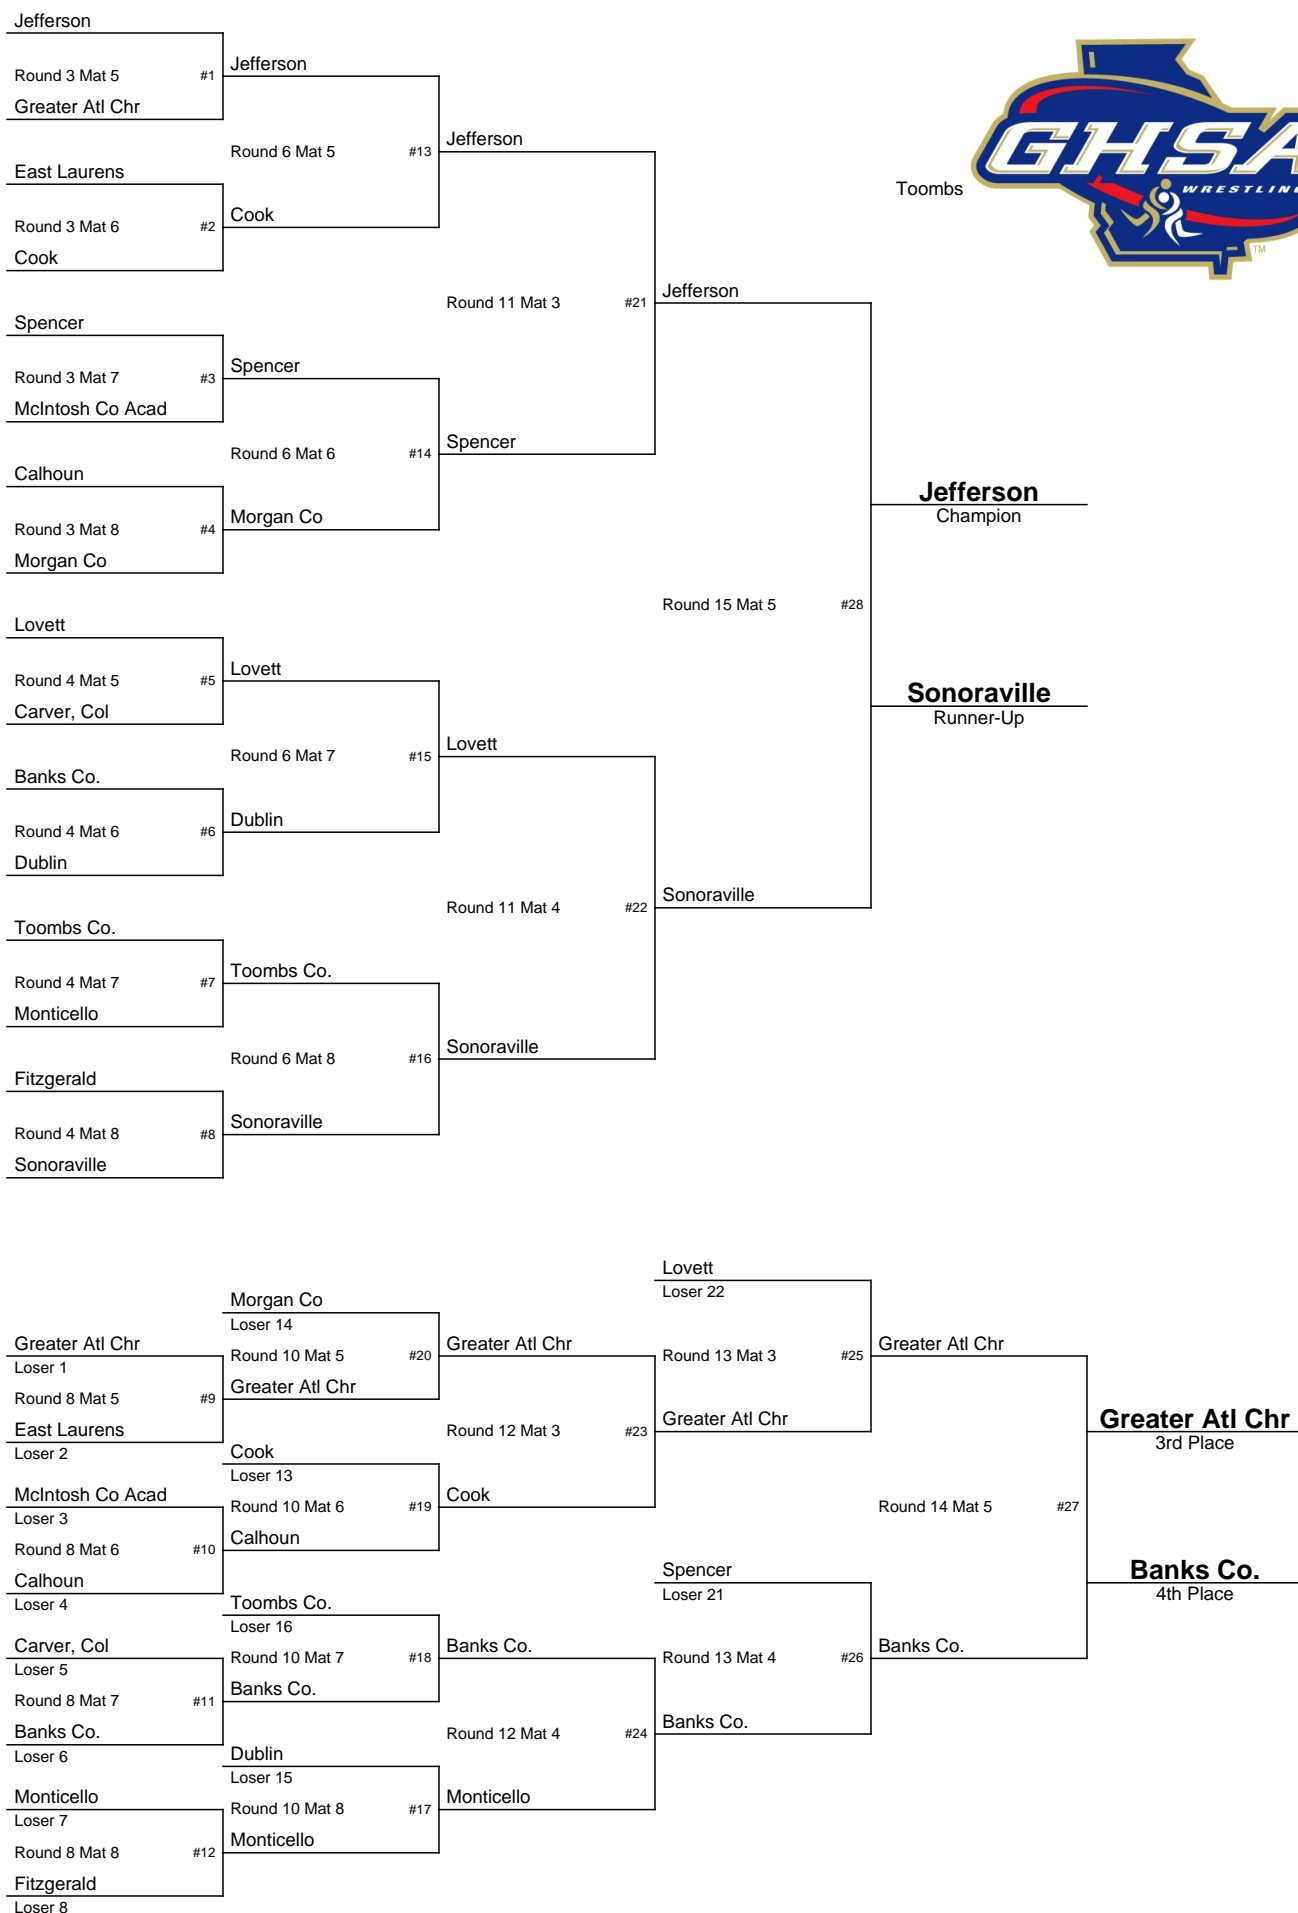 Jefferson
Round 3 Mat 5 #1
Greater Atl Chr
Jefferson
East Laurens
Round 3 Mat 6 #2
Cook
Cook
Round 6 Mat 5 #13
Jefferson
Spencer
Round 3 Mat 7 #3
McIntosh Co Acad
Spencer
Calhoun
Round 3 Mat 8 #4
Morgan Co
Morgan Co
Round 6 Mat 6 #14
Spencer
Round 11 Mat 3 #21
Jefferson
Lovett
Round 4 Mat 5 #5
Carver, Col
Lovett
Banks Co.
Round 4 Mat 6 #6
Dublin
Dublin
Round 6 Mat 7 #15
Lovett
Toombs Co.
Round 4 Mat 7 #7
Monticello
Toombs Co.
Fitzgerald
Round 4 Mat 8 #8
Sonoraville
Sonoraville
Round 6 Mat 8 #16
Sonoraville
Round 11 Mat 4 #22
Sonoraville
Round 15 Mat 5 #28
Jefferson
Champion
Sonoraville
Runner-Up
Toombs
GHSA
WRESTLING
TM
Greater Atl Chr
Loser 1
Round 8 Mat 5 #9
East Laurens
Loser 2
McIntosh Co Acad
Loser 3
Round 8 Mat 6 #10
Calhoun
Loser 4
Carver, Col
Loser 5
Round 8 Mat 7 #11
Banks Co.
Loser 6
Monticello
Loser 7
Round 8 Mat 8 #12
Fitzgerald
Loser 8
Morgan Co
Loser 14
Round 10 Mat 5 #20
Greater Atl Chr
Cook
Loser 13
Round 10 Mat 6 #19
Calhoun
Toombs Co.
Loser 16
Round 10 Mat 7 #18
Banks Co.
Dublin
Loser 15
Round 10 Mat 8 #17
Monticello
Greater Atl Chr
Round 12 Mat 3 #23
Cook
Banks Co.
Round 12 Mat 4 #24
Monticello
Lovett
Loser 22
Round 13 Mat 3 #25
Greater Atl Chr
Spencer
Loser 21
Round 13 Mat 4 #26
Banks Co.
Greater Atl Chr
Round 14 Mat 5 #27
Banks Co.
Greater Atl Chr
3rd Place
Banks Co.
4th Place